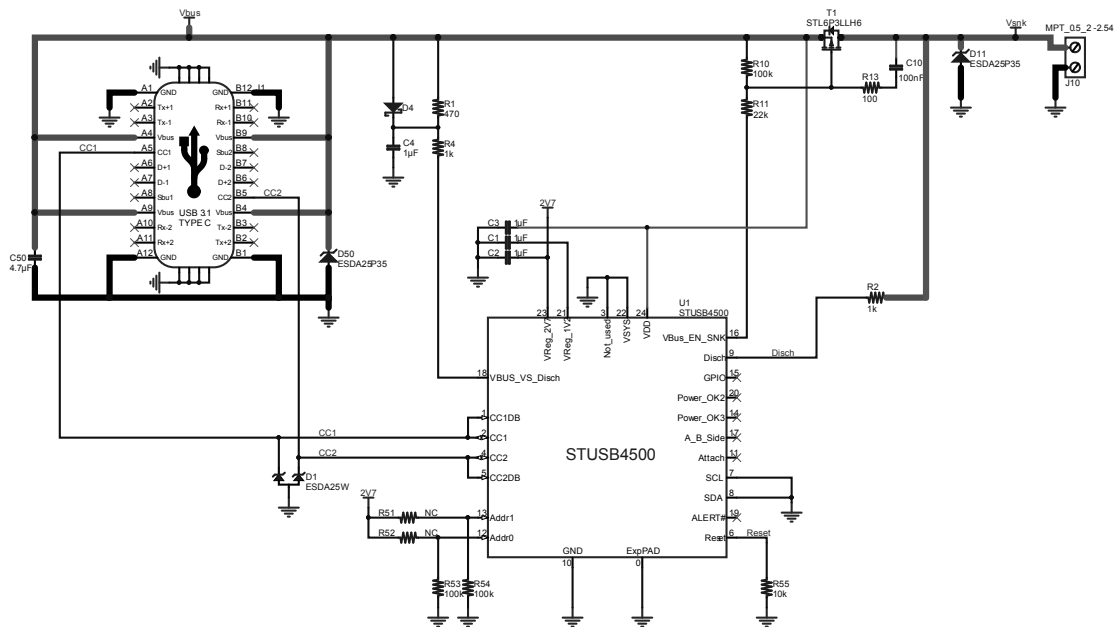 Vbus
T1
STL6P3LLH6
Vsnk
MPT_0.5_2 -2.54
J10
D11
ESDA25P35
C10
100nF
R13
100
R10
100k
R11
22k
R1
470
R4
1k
D4
C4
1µF
A1 GND GND B12 J1
A2 Tx+1 Rx+1 B11
A3 Tx-1 Rx-1 B10
A4 Vbus Vbus B9
A5 CC1 Sbu2 B8
A6 D+1 D-2 B7
A7 D-1 D+2 B6
A8 Sbu1 CC2 B5
A9 Vbus Vbus B4
A10 Rx-2 Tx-2 B3
A11 Rx+2 Tx+2 B2
A12 GND GND B1
USB 3.1
TYPE C
CC1
CC2
C50
4.7µF
D50
ESDA25P35
2V7
C3 1µF
C1 1µF
C2 1µF
R2
1k
U1
STUSB4500
23 VReg_2V7
21 VReg_1V2
3 Not_used
22 VSYS
24 VDD
18 VBUS_VS_Disch
VBus_EN_SNK 16
Disch 9 Disch
GPIO 15
Power_OK2 20
1 CC1DB
Power_OK3 14
CC1 2 CC1
A_B_Side 17
CC2 4 CC2
Attach 11
5 CC2DB
SCL 7
SDA 8
STUSB4500
D1
ESDA25W
2V7
R51 NC 13 Addr1
ALERT# 19
R52 NC 12 Addr0
Reset 6 Reset
GND
10
ExpPAD
0
R53
100k
R54
100k
R55
10k